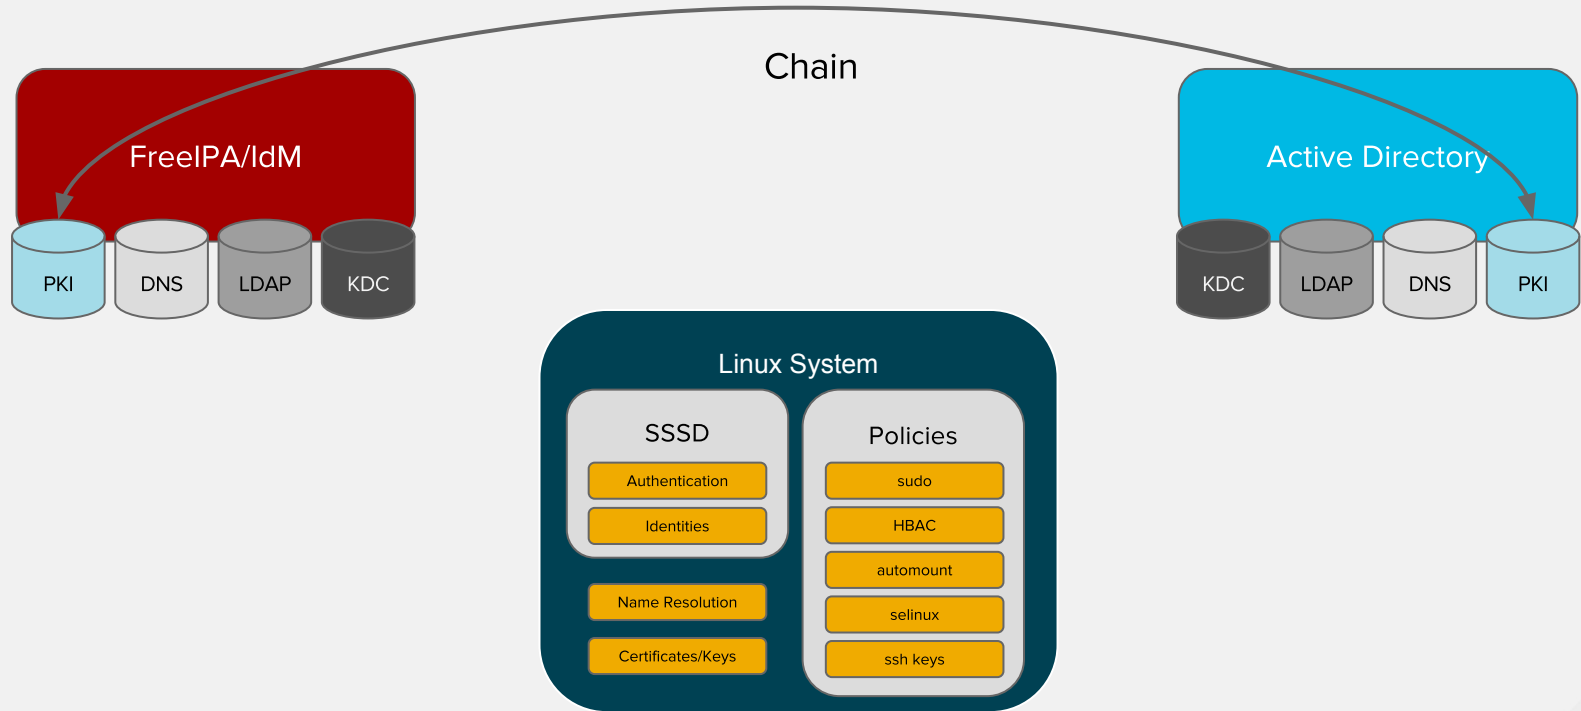 Chain
FreeIPA/IdM
PKI
DNS
LDAP
KDC
Active Directory
KDC
LDAP
DNS
PKI
Linux System
SSSD
Authentication
Identities
Name Resolution
Certificates/Keys
Policies
sudo
HBAC
automount
selinux
ssh keys